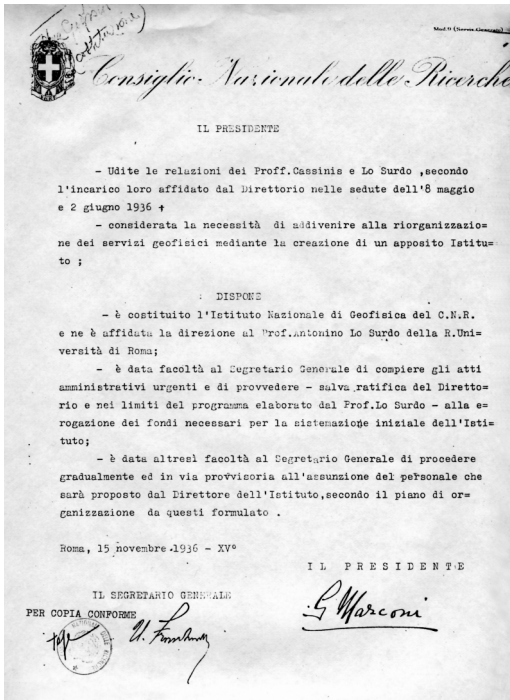 Mod. 9 (Serv. Generali)
Costituzione)
Consiglio Nazionale delle Ricerche
IL PRESIDENTE
- Udite le relazioni dei Proff.Cassinis e Lo Surdo ,secondo
l'incarico loro affidato dal Direttorio nelle sedute dell'8 maggio
e 2 giugno 1936 +
- considerata la necessità di addivenire alla riorganizzazio=
ne dei servizi geofisici mediante la creazione di un apposito Istitu=
to ;
: DISPONE
- è costituito l'Istituto Nazionale di Geofisica del C.N.R.
e ne è affidata la direzione al Prof.Antonino Lo Surdo della R.Uni=
versità di Roma;
- è data facoltà al Segretario Generale di compiere gli atti
amministrativi urgenti e di provvedere - salva ratifica del Diretto=
rio e nei limiti del programma elaborato dal Prof.Lo Surdo - alla e=
rogazione dei fondi necessari per la sistemazione iniziale dell'Isti=
tuto;
- è data altresì facoltà al Segretario Generale di procedere
gradualmente ed in via provvisoria all'assunzione del personale che
sarà proposto dal Direttore dell'Istituto,secondo il piano di or=
ganizzazione da questi formulato .
Roma, 15 novembre.1936 - XV°
I L P R E S I D E N T E
IL SEGRETARIO GENERALE
PER COPIA CONFORME
G Marconi